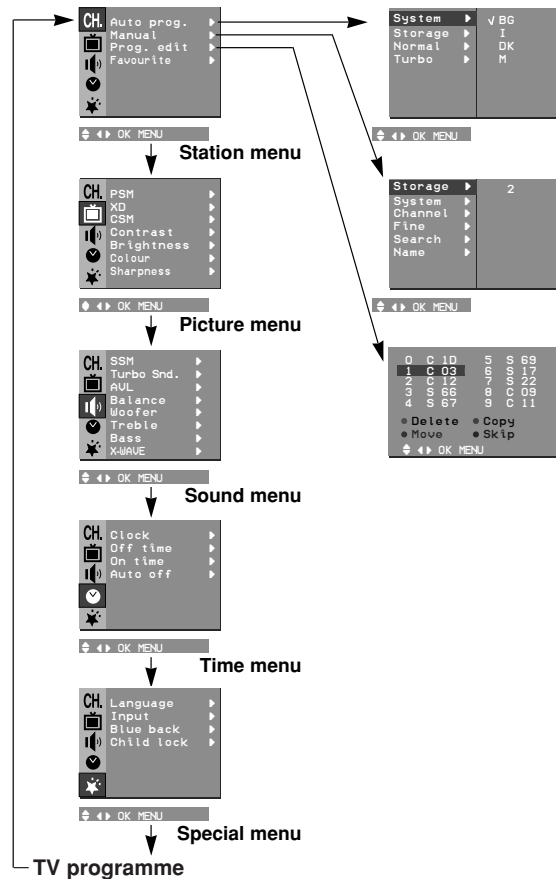 CH.
Auto prog.
Manual
Prog. edit
Favourite
OK MENU
Station menu
CH.
PSM
XD
CSM
Contrast
Brightness
Colour
Sharpness
OK MENU
Picture menu
CH.
SSM
Turbo Snd.
AVL
Balance
Woofer
Treble
Bass
X-WAVE
OK MENU
Sound menu
CH.
Clock
Off time
On time
Auto off
OK MENU
Time menu
CH.
Language
Input
Blue back
Child lock
OK MENU
Special menu
TV programme
System √ BG
Storage I
Normal DK
Turbo M
OK MENU
Storage 2
System
Channel
Fine
Search
Name
OK MENU
0 C 10 5 S 69
1 C 03 6 S 17
2 C 12 7 S 22
3 S 66 8 C 09
4 S 67 9 C 11
Delete Copy
Move Skip
OK MENU